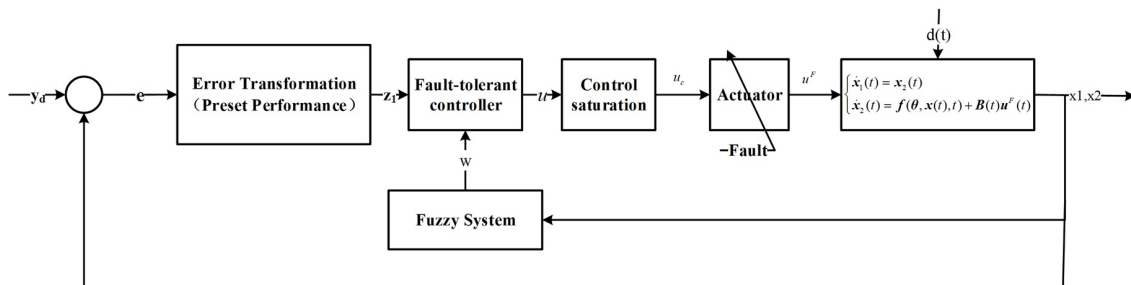 d(t)
y_d
e
Error Transformation
（Preset Performance）
z_1
Fault-tolerant
controller
u
Control
saturation
u_c
Actuator
u^F
Fault
ẋ_1(t) = x_2(t)
ẋ_2(t) = f(θ, x(t), t) + B(t)u^F(t)
x1,x2
w
Fuzzy System